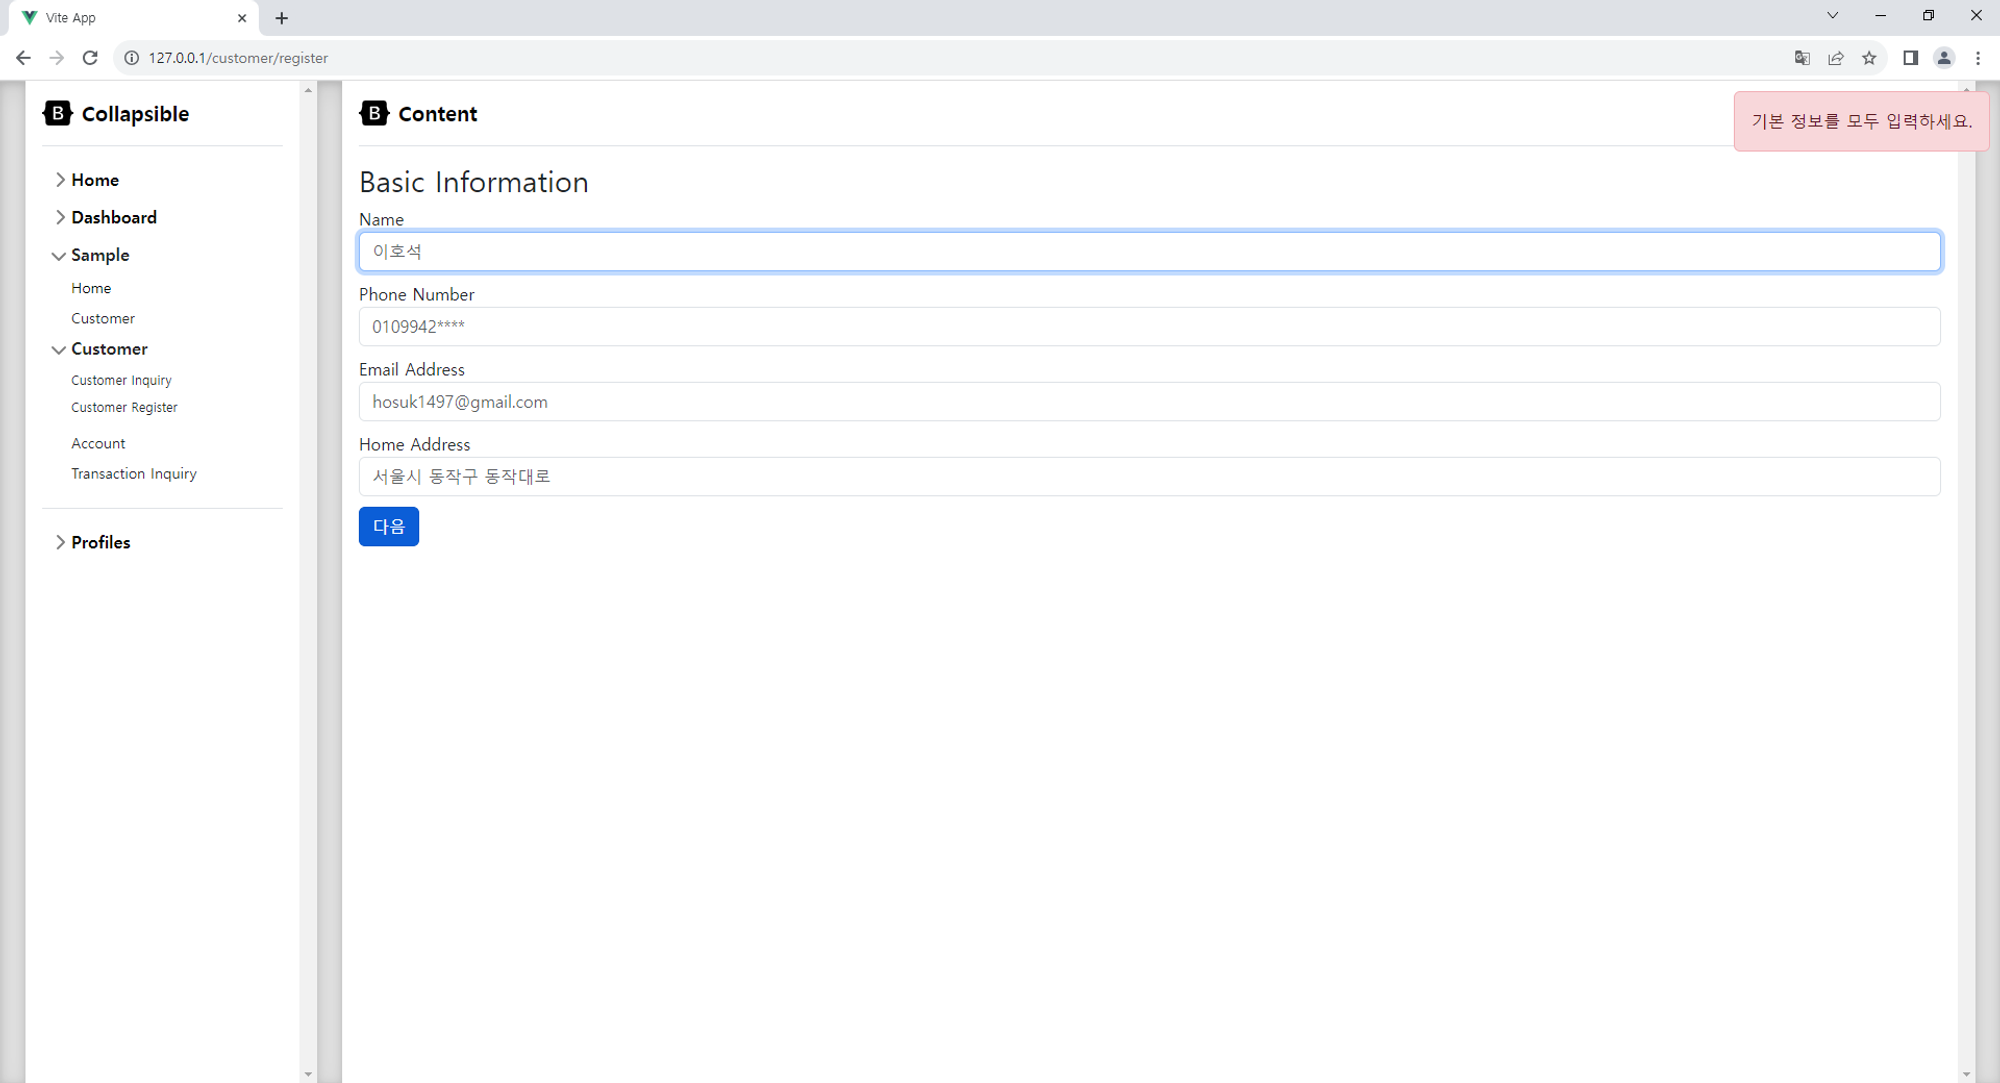 Vite App
127.0.0.1/customer/register
B Collapsible
Home
Dashboard
Sample
Home
Customer
Customer
Customer Inquiry
Customer Register
Account
Transaction Inquiry
Profiles
B Content
기본 정보를 모두 입력하세요.
Basic Information
Name
이호석
Phone Number
0109942****
Email Address
hosuk1497@gmail.com
Home Address
서울시 동작구 동작대로
다음